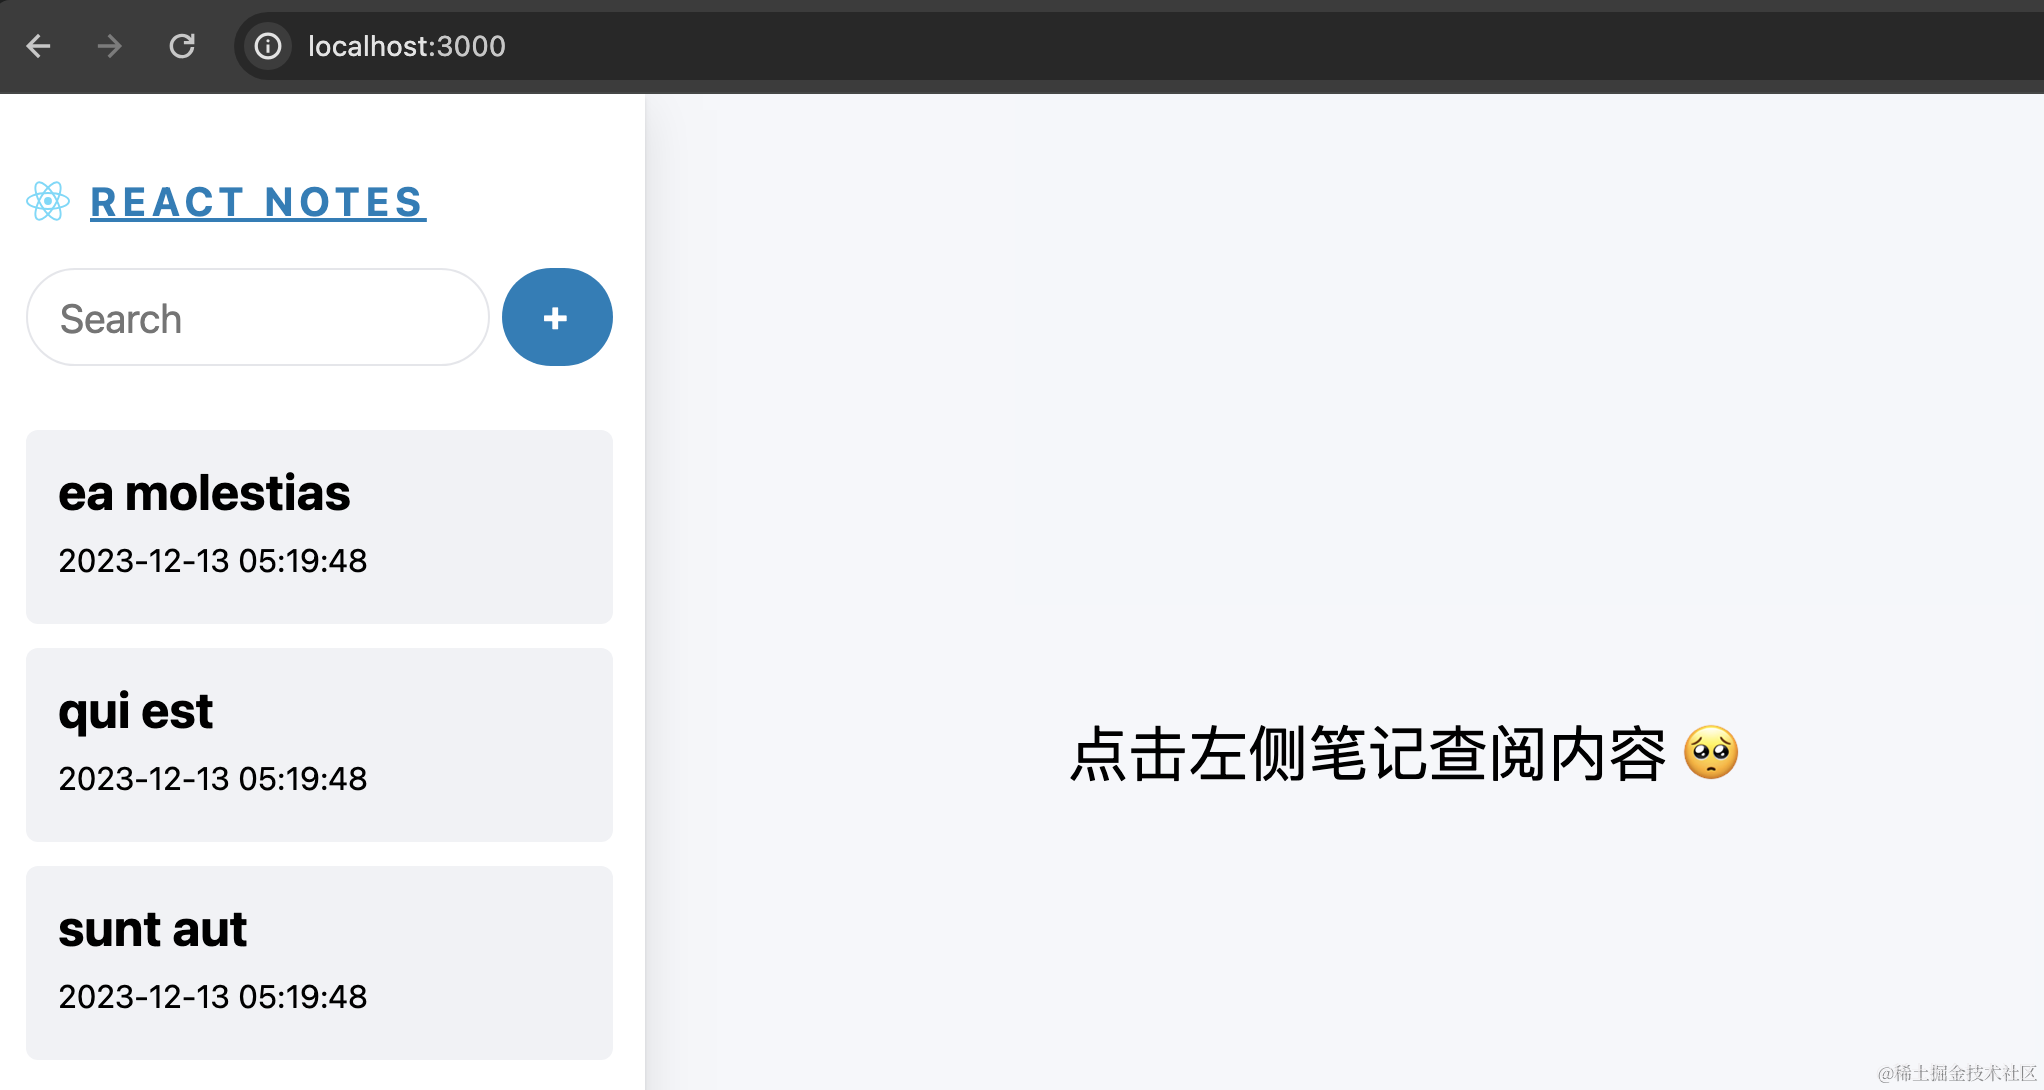 localhost:3000
REACT NOTES
Search
+
ea molestias
2023-12-13 05:19:48
qui est
2023-12-13 05:19:48
sunt aut
2023-12-13 05:19:48
点击左侧笔记查阅内容 🥺
@稀土掘金技术社区